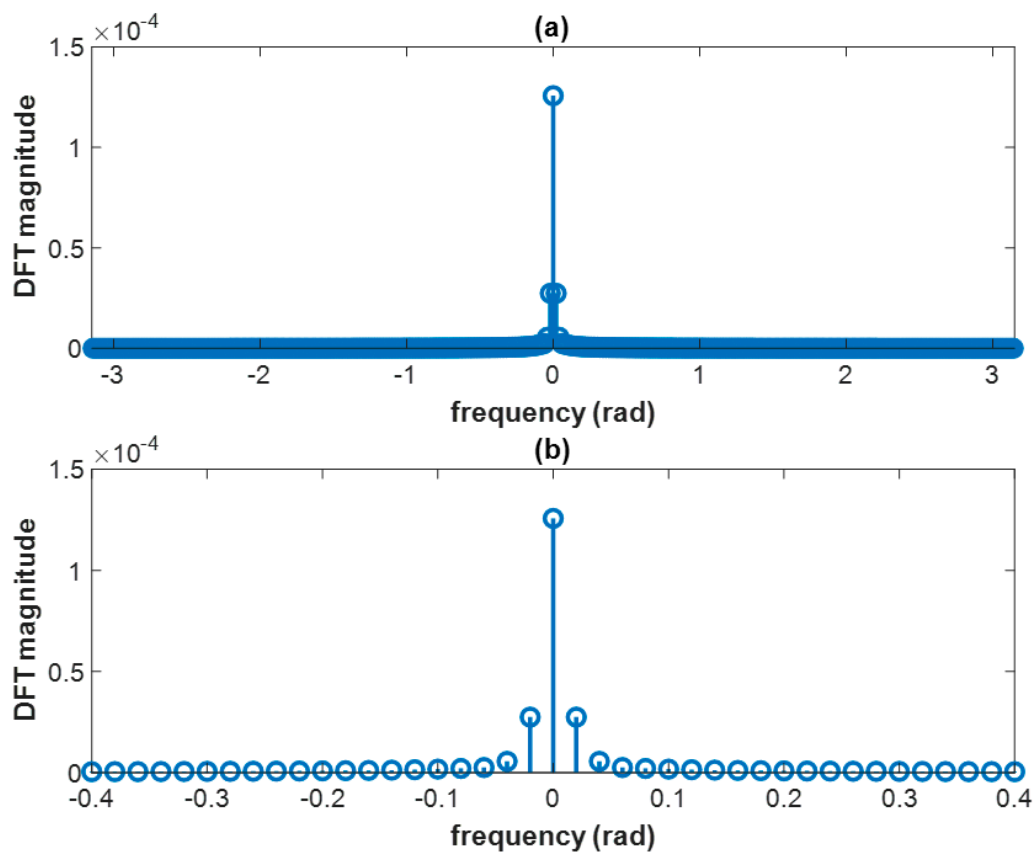 (a)
×10⁻⁴
1.5
1
0.5
0
DFT magnitude
-3 -2 -1 0 1 2 3
frequency (rad)
(b)
×10⁻⁴
1.5
1
0.5
0
DFT magnitude
-0.4 -0.3 -0.2 -0.1 0 0.1 0.2 0.3 0.4
frequency (rad)